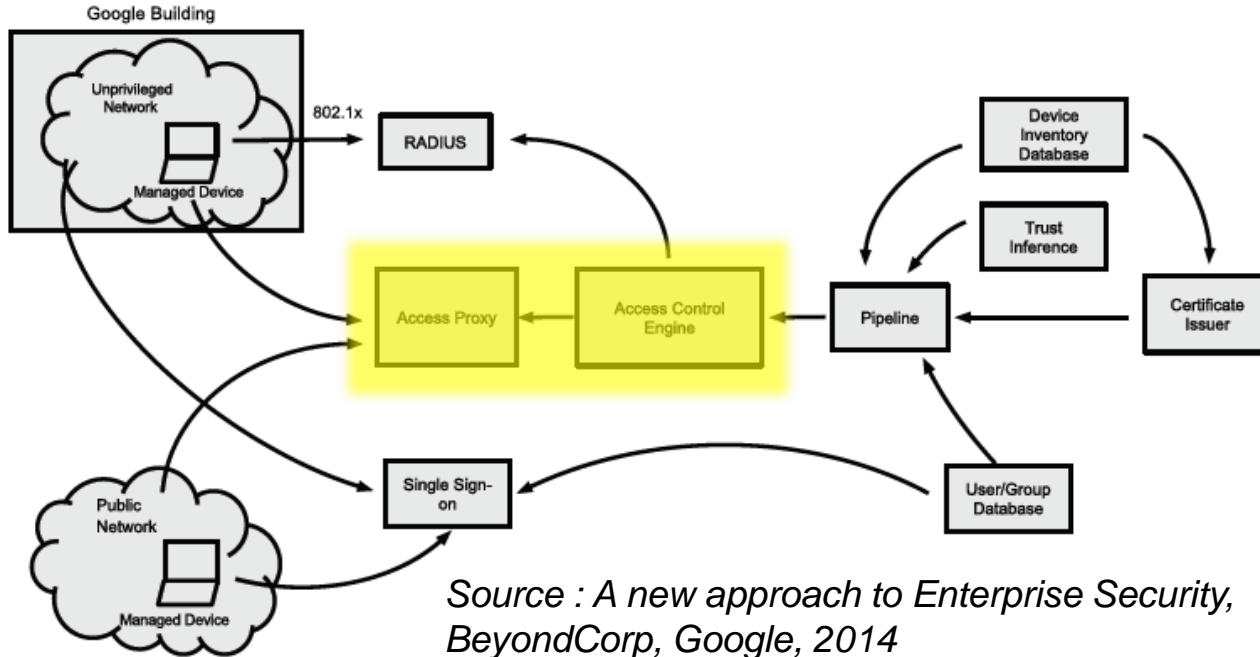 Google Building
Unprivileged
Network
802.1x
Managed Device
RADIUS
Device
Inventory
Database
Trust
Inference
Access Proxy
Access Control
Engine
Pipeline
Certificate
Issuer
Public
Network
Managed Device
Single Sign-
on
User/Group
Database
Source : A new approach to Enterprise Security,
BeyondCorp, Google, 2014